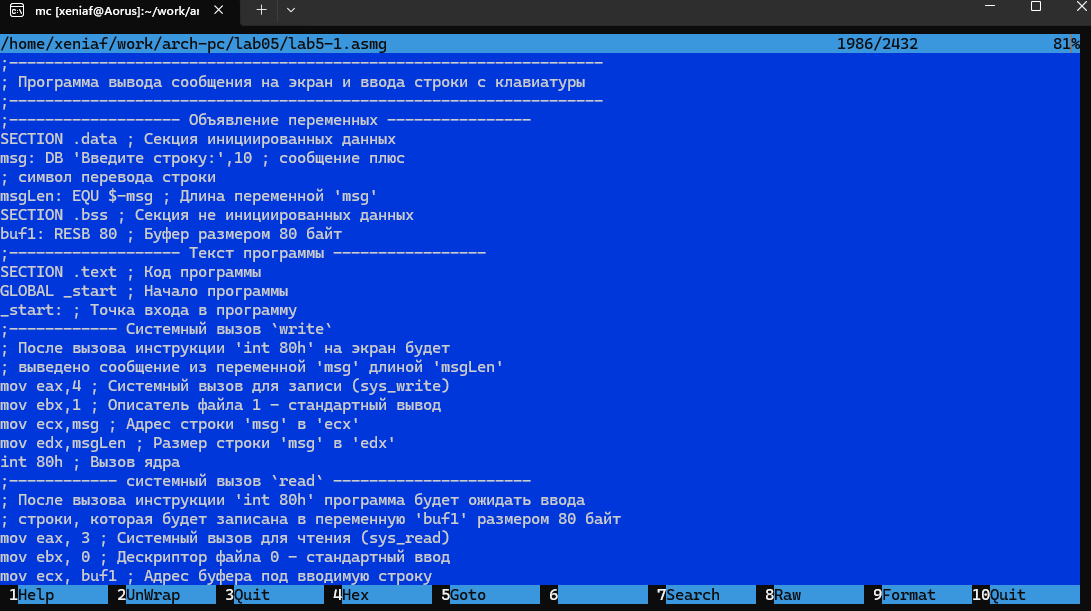 mc [xeniaf@Aorus]:~/work/ar
/home/xeniaf/work/arch-pc/lab05/lab5-1.asmg 1986/2432 81%
;------------------------------------------------------------------
; Программа вывода сообщения на экран и ввода строки с клавиатуры
;------------------------------------------------------------------
;------------------- Объявление переменных ----------------
SECTION .data ; Секция инициированных данных
msg: DB 'Введите строку:',10 ; сообщение плюс
; символ перевода строки
msgLen: EQU $-msg ; Длина переменной 'msg'
SECTION .bss ; Секция не инициированных данных
buf1: RESB 80 ; Буфер размером 80 байт
;------------------- Текст программы -----------------
SECTION .text ; Код программы
GLOBAL _start ; Начало программы
_start: ; Точка входа в программу
;------------ Системный вызов `write`
; После вызова инструкции 'int 80h' на экран будет
; выведено сообщение из переменной 'msg' длиной 'msgLen'
mov eax,4 ; Системный вызов для записи (sys_write)
mov ebx,1 ; Описатель файла 1 - стандартный вывод
mov ecx,msg ; Адрес строки 'msg' в 'ecx'
mov edx,msgLen ; Размер строки 'msg' в 'edx'
int 80h ; Вызов ядра
;------------ системный вызов `read` ----------------------
; После вызова инструкции 'int 80h' программа будет ожидать ввода
; строки, которая будет записана в переменную 'buf1' размером 80 байт
mov eax, 3 ; Системный вызов для чтения (sys_read)
mov ebx, 0 ; Дескриптор файла 0 - стандартный ввод
mov ecx, buf1 ; Адрес буфера под вводимую строку
1Help 2UnWrap 3Quit 4Hex 5Goto 6 7Search 8Raw 9Format 10Quit